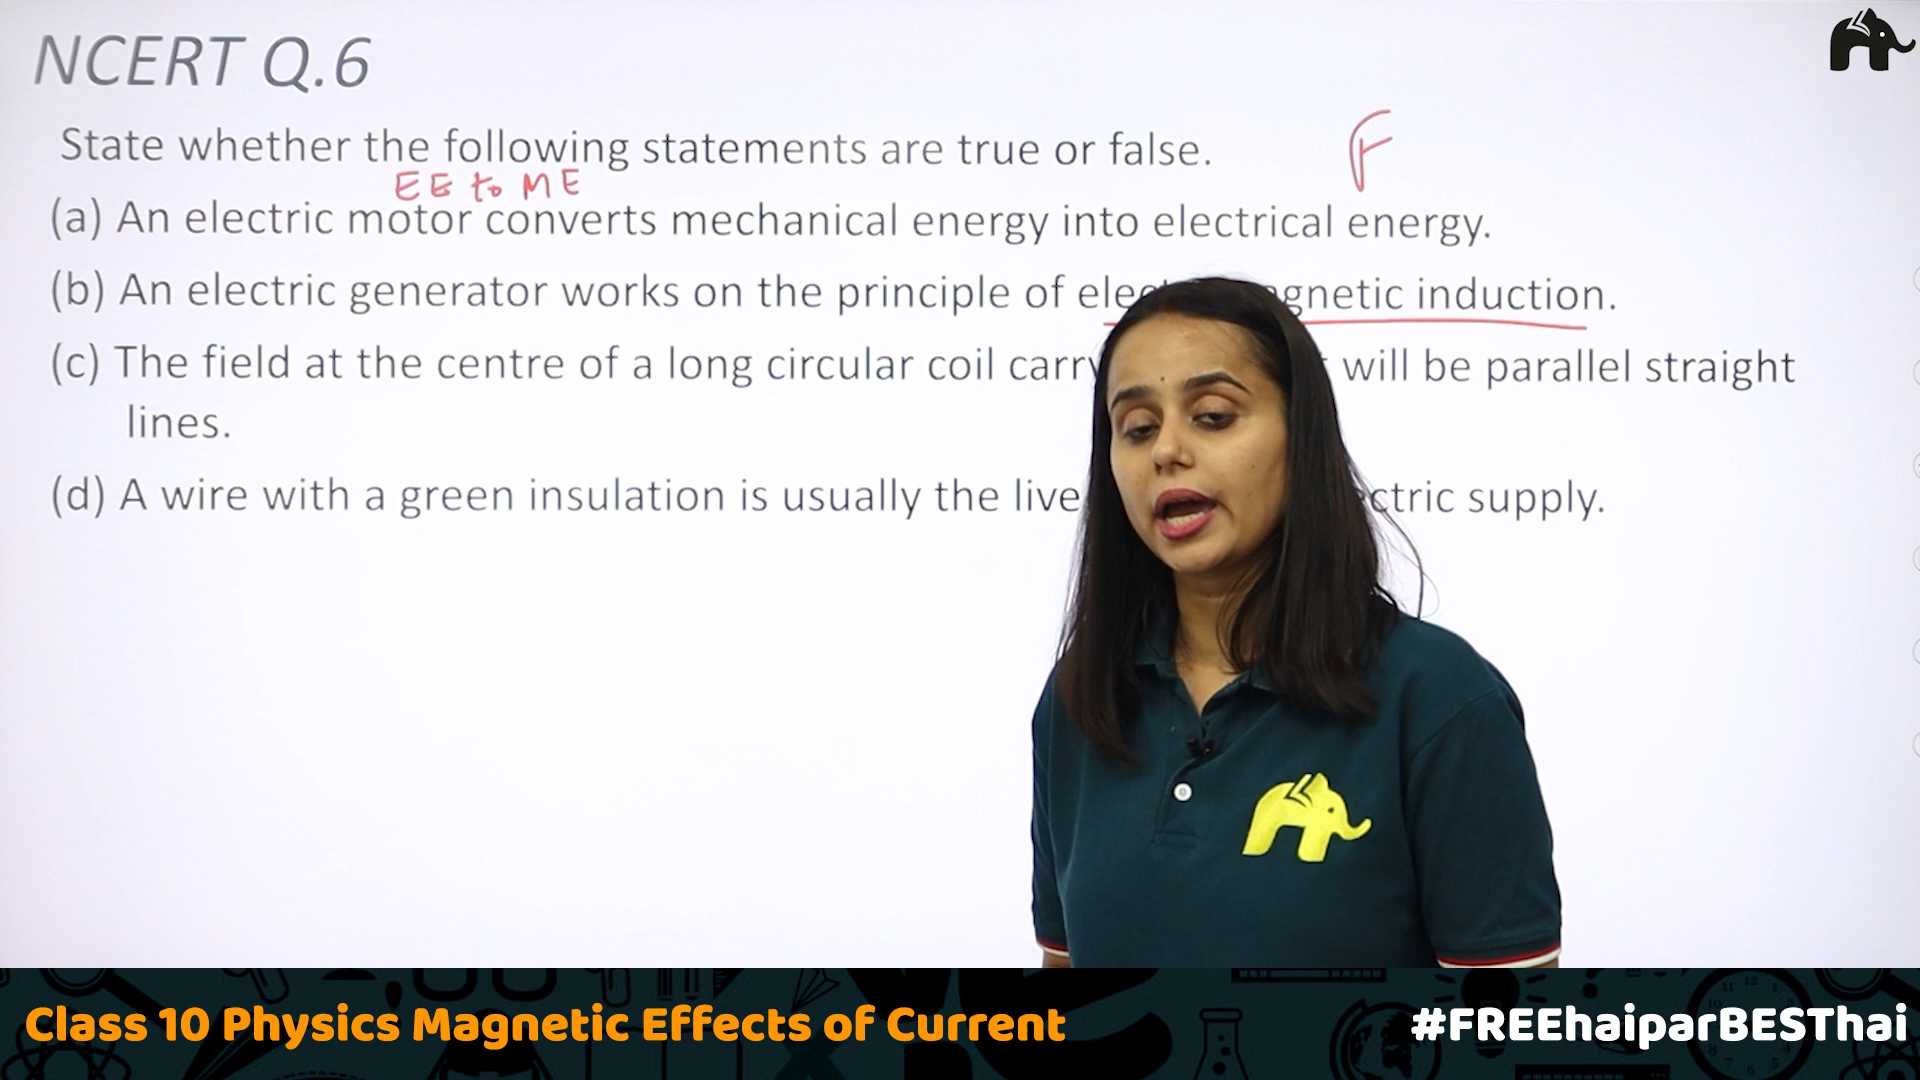 NCERT Q.6
State whether the following statements are true or false.
F
EE to ME
(a) An electric motor converts mechanical energy into electrical energy.
(b) An electric generator works on the principle of gnetic induction.
(c) The field at the centre of a long circular coil will be parallel straight
lines.
(d) A wire with a green insulation is usually the live supply.
Class 10 Physics Magnetic Effects of Current
#FREEhaiparBESThai